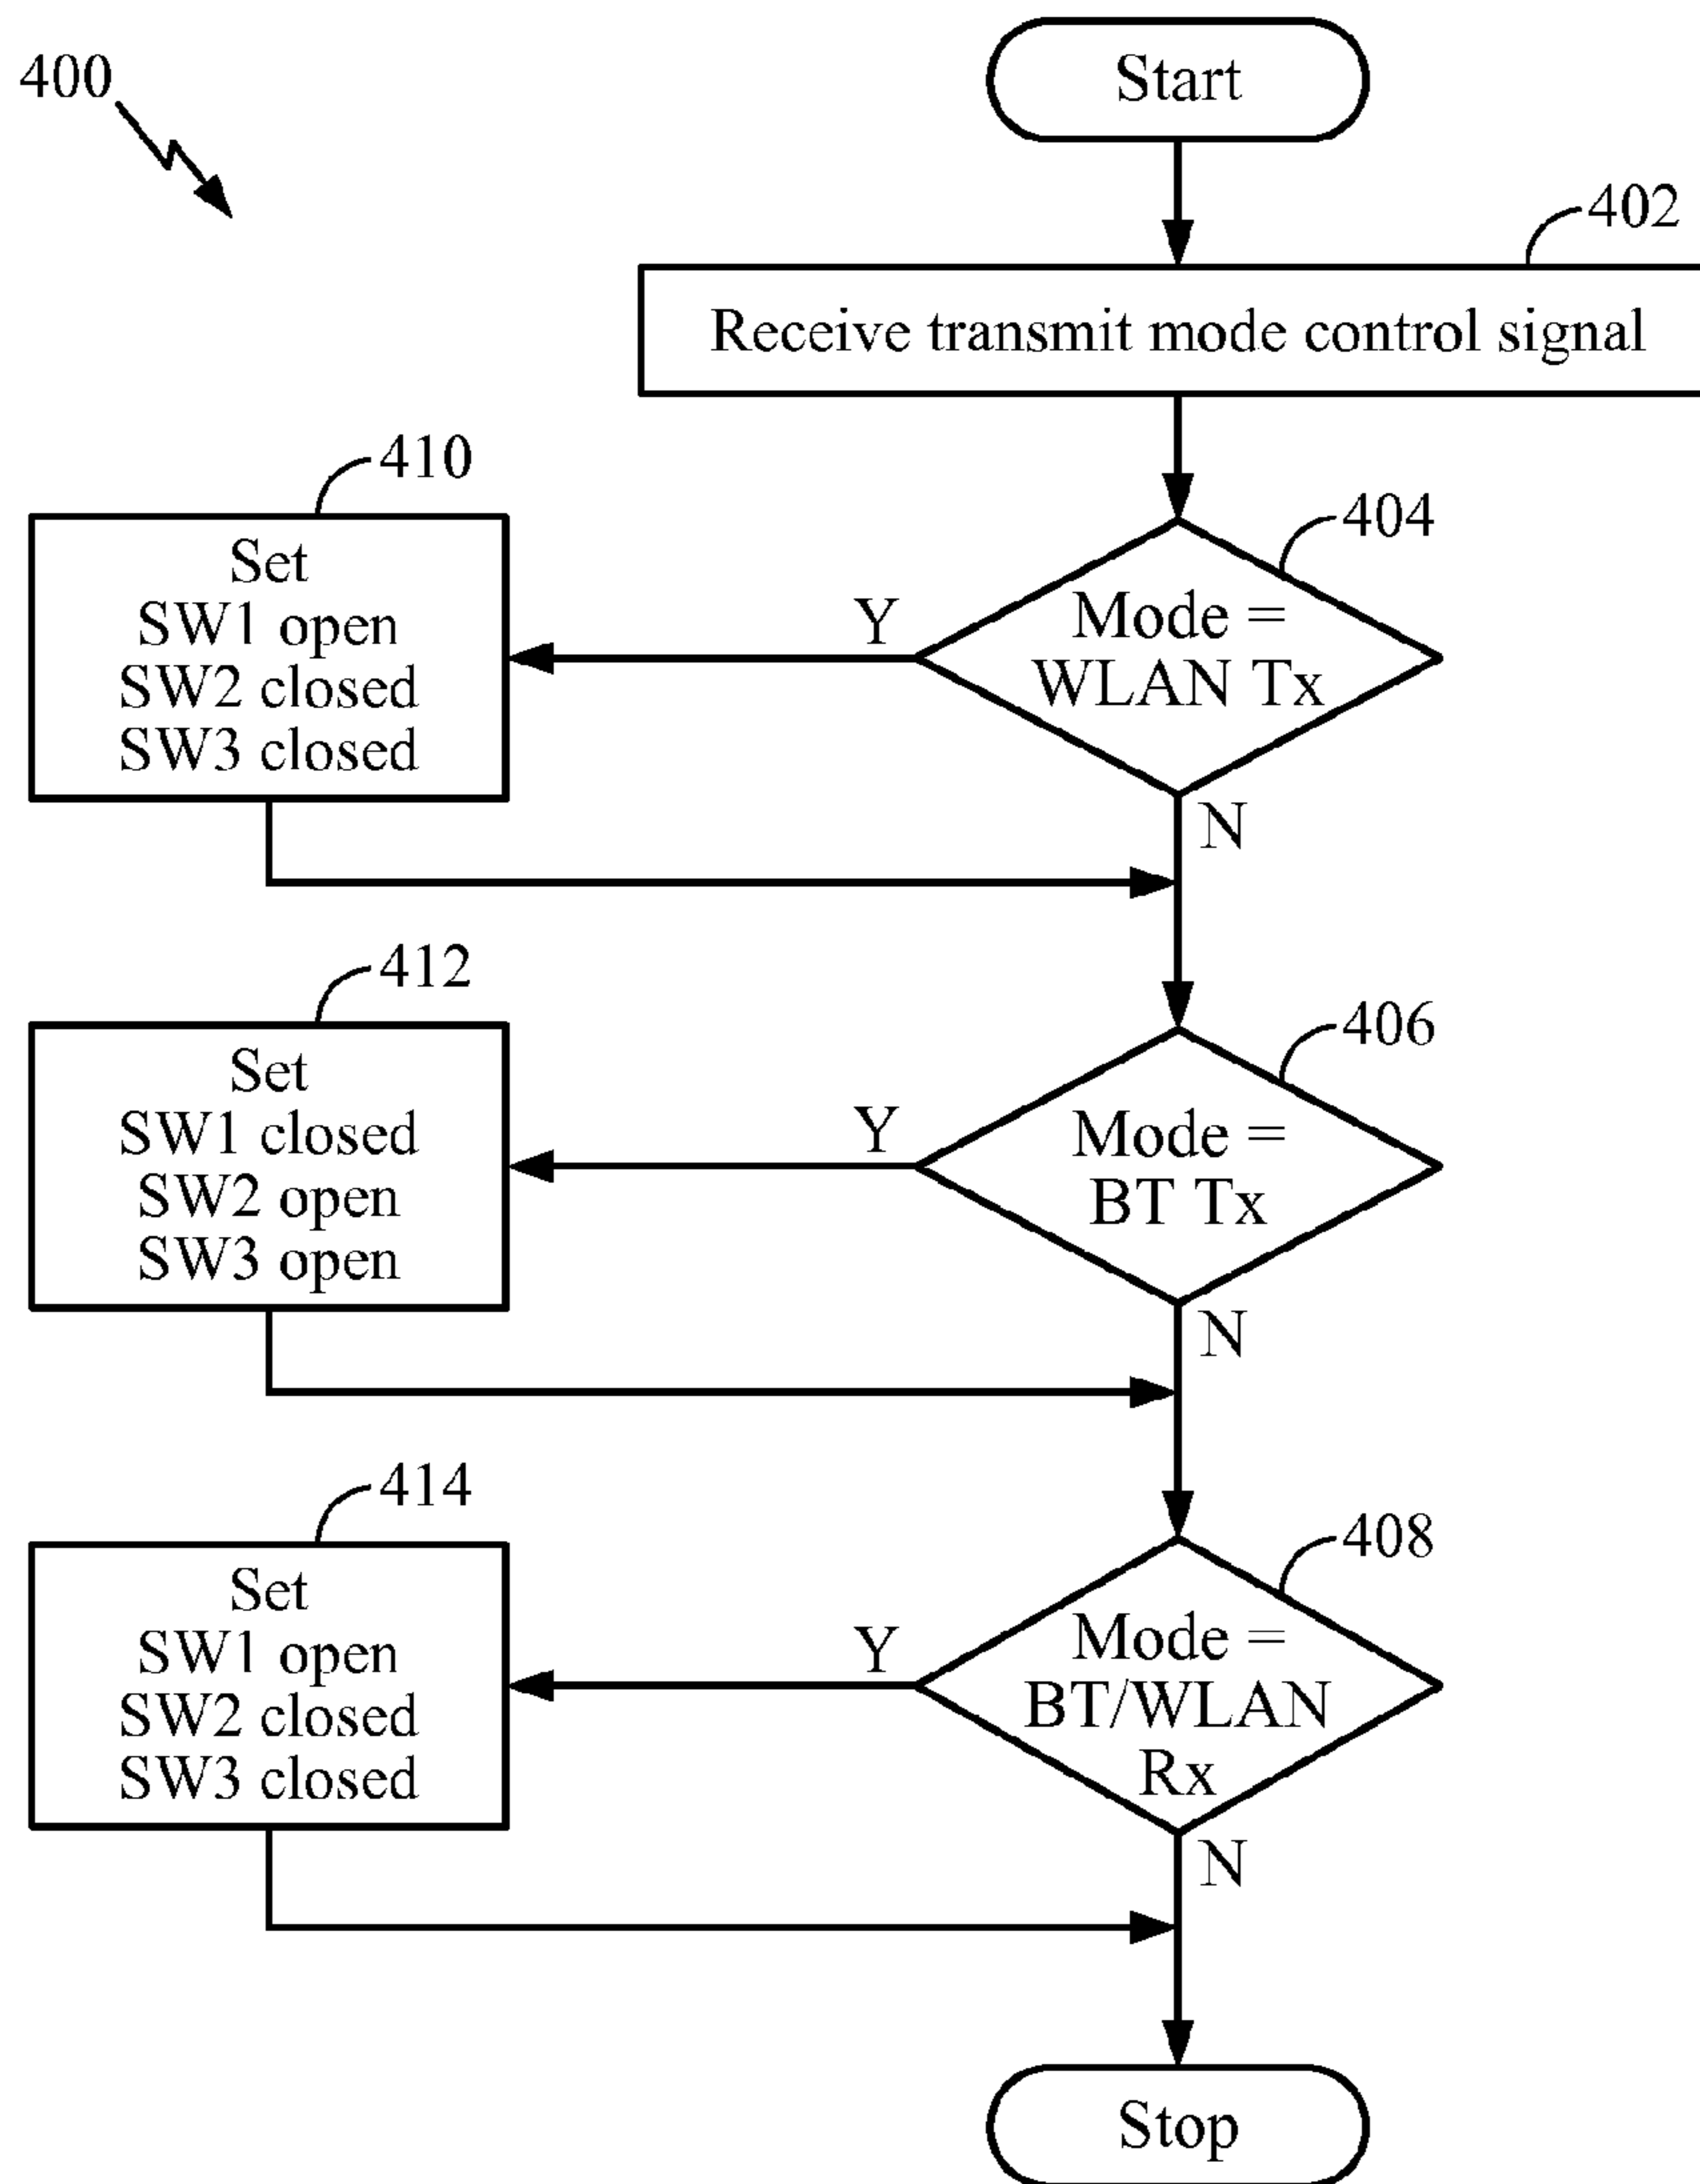 400
Start
402
Receive transmit mode control signal
410
Set
SW1 open
SW2 closed
SW3 closed
404
Mode =
WLAN Tx
Y
N
412
Set
SW1 closed
SW2 open
SW3 open
406
Mode =
BT Tx
Y
N
414
Set
SW1 open
SW2 closed
SW3 closed
408
Mode =
BT/WLAN
Rx
Y
N
Stop